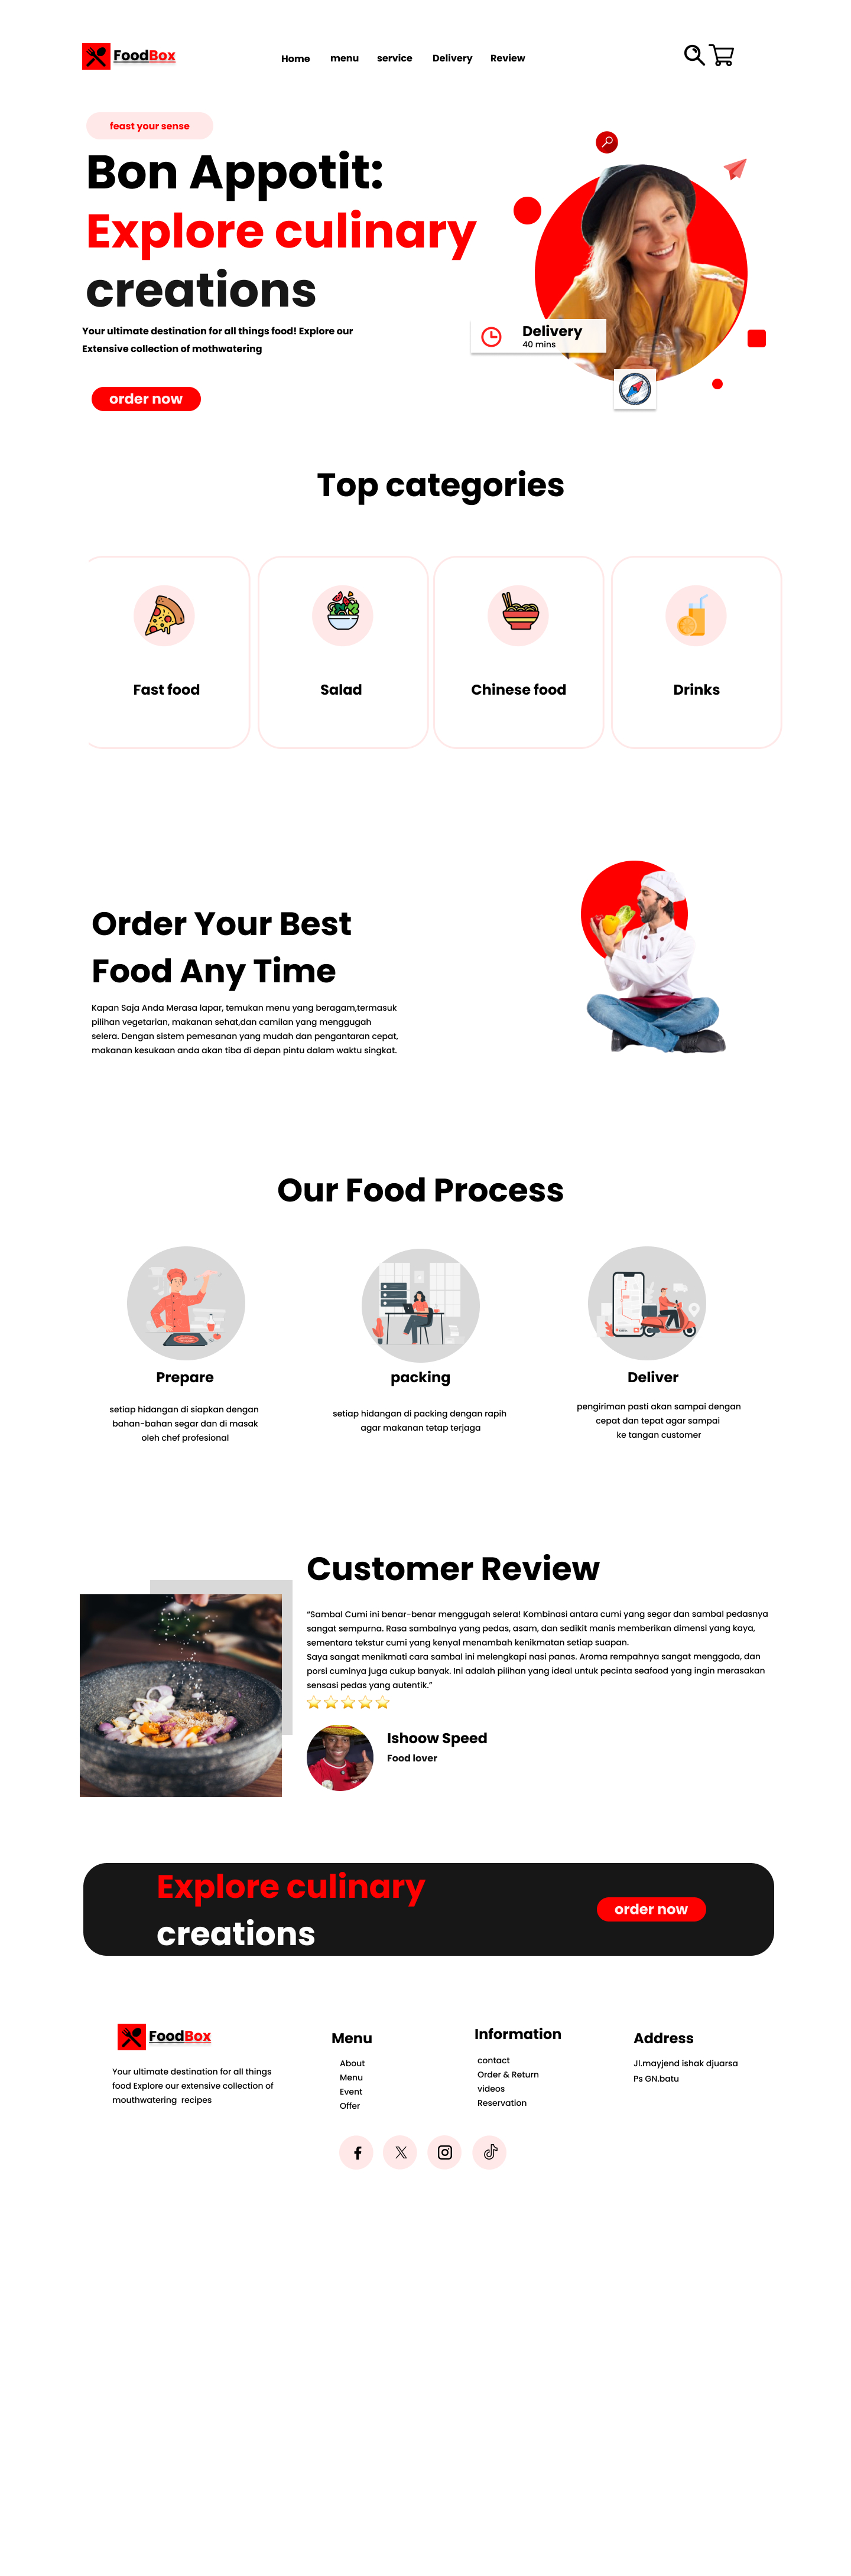 FoodBox
Home menu service Delivery Review
feast your sense
Bon Appotit:
Explore culinary
creations
Your ultimate destination for all things food! Explore our
Extensive collection of mothwatering
Delivery
40 mins
order now
Top categories
Fast food
Salad
Chinese food
Drinks
Order Your Best
Food Any Time
Kapan Saja Anda Merasa lapar, temukan menu yang beragam,termasuk
pilihan vegetarian, makanan sehat,dan camilan yang menggugah
selera. Dengan sistem pemesanan yang mudah dan pengantaran cepat,
makanan kesukaan anda akan tiba di depan pintu dalam waktu singkat.
Our Food Process
Prepare
setiap hidangan di siapkan dengan
bahan-bahan segar dan di masak
oleh chef profesional
packing
setiap hidangan di packing dengan rapih
agar makanan tetap terjaga
Deliver
pengiriman pasti akan sampai dengan
cepat dan tepat agar sampai
ke tangan customer
Customer Review
“Sambal Cumi ini benar-benar menggugah selera! Kombinasi antara cumi yang segar dan sambal pedasnya
sangat sempurna. Rasa sambalnya yang pedas, asam, dan sedikit manis memberikan dimensi yang kaya,
sementara tekstur cumi yang kenyal menambah kenikmatan setiap suapan.
Saya sangat menikmati cara sambal ini melengkapi nasi panas. Aroma rempahnya sangat menggoda, dan
porsi cuminya juga cukup banyak. Ini adalah pilihan yang ideal untuk pecinta seafood yang ingin merasakan
sensasi pedas yang autentik.”
Ishoow Speed
Food lover
Explore culinary
creations
order now
FoodBox
Your ultimate destination for all things
food Explore our extensive collection of
mouthwatering recipes
Menu
About
Menu
Event
Offer
Information
contact
Order & Return
videos
Reservation
Address
Jl.mayjend ishak djuarsa
Ps GN.batu